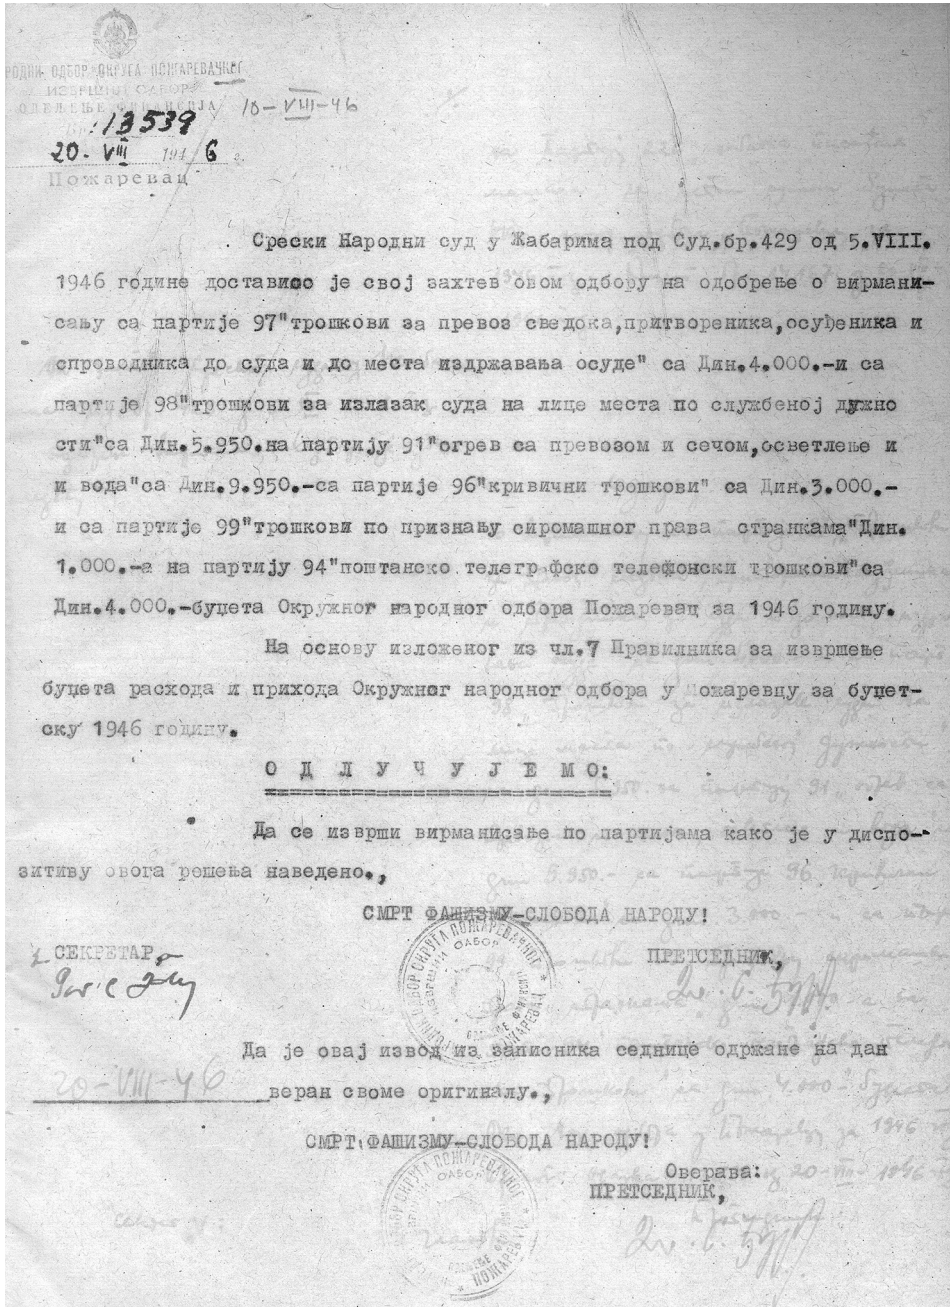 РОДНИ ОДБОР ОКРУГА ПОЖАРЕВАЧКОГ
ИЗВРШНИ ОДБОР
ОДЕЉЕЊЕ ФИНАНСИЈА
10-VIII-46
13539
20. VIII 1946 г.
Пожаревац
Срески Народни суд у Жабарима под Суд.бр.429 од 5.VIII.
1946 године доставиоо је свој захтев овом одбору на одобрење о вирмани-
сању са партије 97"трошкови за превоз сведока,притвореника,осуђеника и
спроводника до суда и до места издржавања осуде" са Дин.4.000.-и са
партије 98"трошкови за излазак суда на лице места по службеној дужно
сти"са Дин.5.950.на партију 91"огрев са превозом и сечом,осветлење и
и вода"са Дин.9.950.-са партије 96"кривични трошкови" са Дин.3.000.-
и са партије 99"трошкови по признању сиромашног права странкама"Дин.
1.000.-а на партију 94"поштанско телеграфско телефонски трошкови"са
Дин.4.000.-буџета Окружног народног одбора Пожаревац за 1946 годину.
На основу изложеног из чл.7 Правилника за извршење
буџета расхода и прихода Окружног народног одбора у Пожаревцу за буџет-
ску 1946 годину.
О Д Л У Ч У Ј Е М О:
Да се изврши вирманисање по партијама како је у диспо-
зитиву овога решења наведено.,
СМРТ ФАШИЗМУ-СЛОБОДА НАРОДУ!
СЕКРЕТАР,
ПРЕТСЕДНИК,
Да је овај извод из записника седнице одржане на дан
20-VIII-46 веран своме оригиналу.,
СМРТ ФАШИЗМУ-СЛОБОДА НАРОДУ!
Оверава:
ПРЕТСЕДНИК,